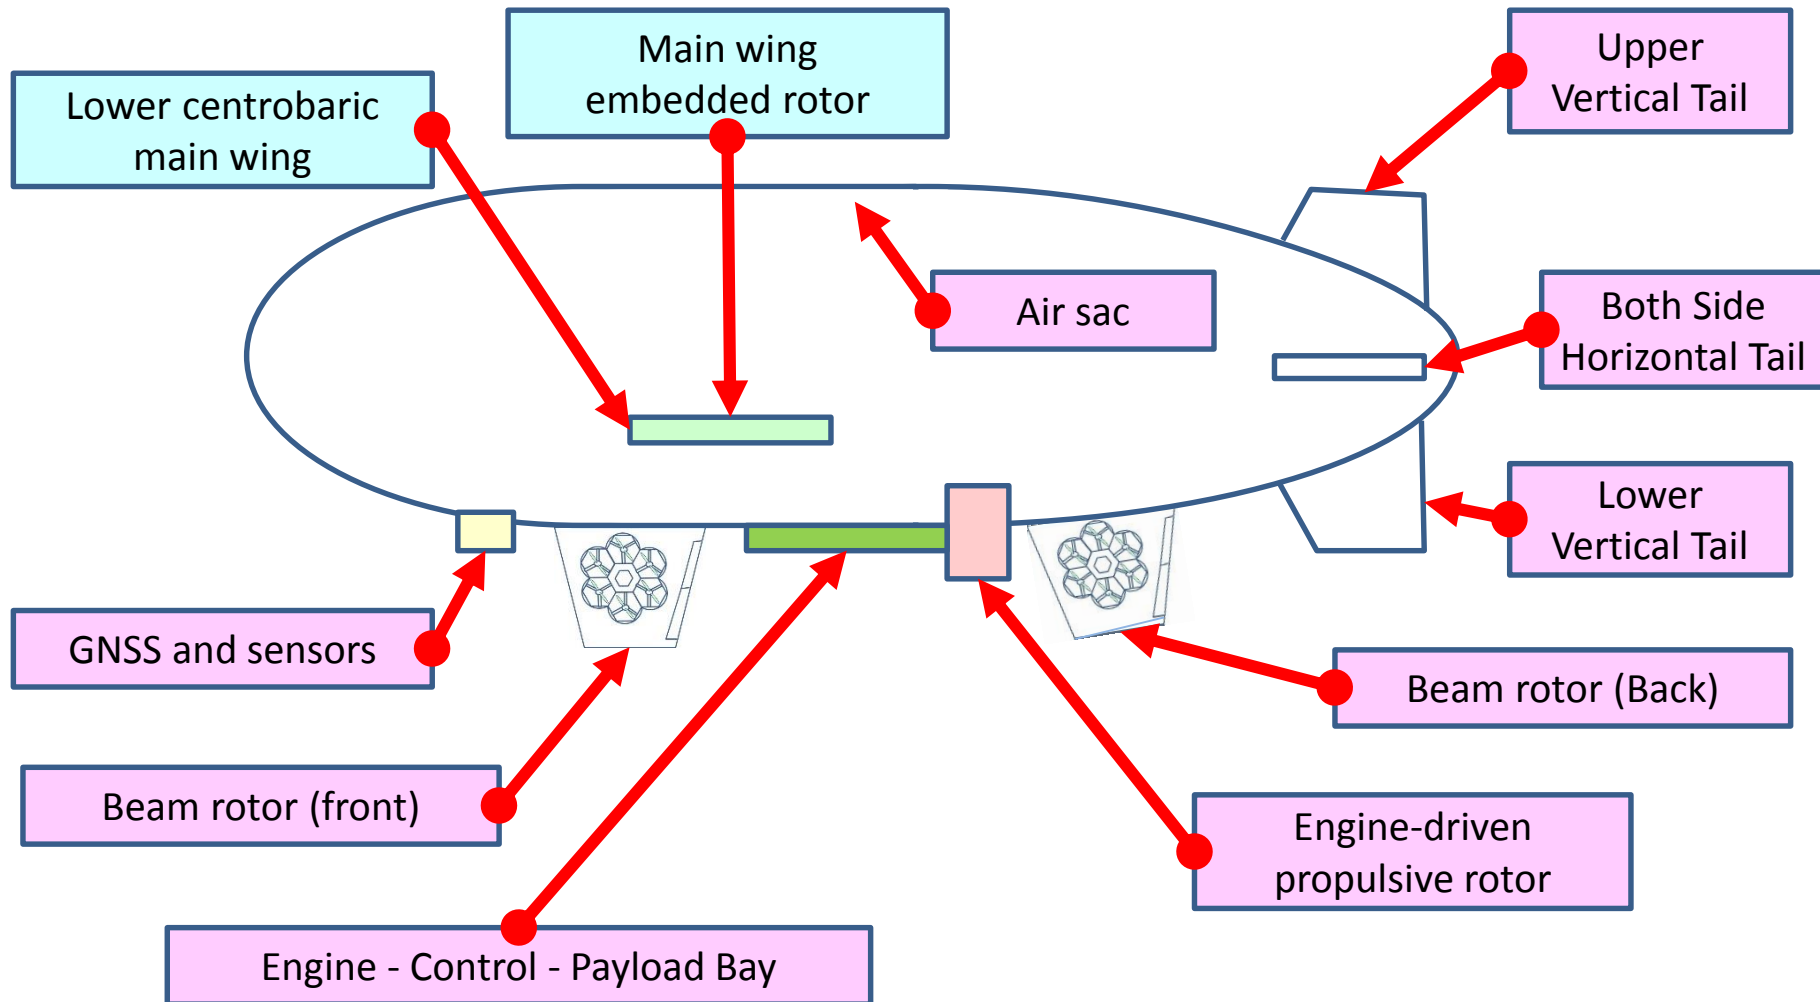 Main wing
embedded rotor
Upper
Vertical Tail
Lower centrobaric
main wing
Air sac
Both Side
Horizontal Tail
Lower
Vertical Tail
GNSS and sensors
Beam rotor (Back)
Beam rotor (front)
Engine-driven
propulsive rotor
Engine - Control - Payload Bay